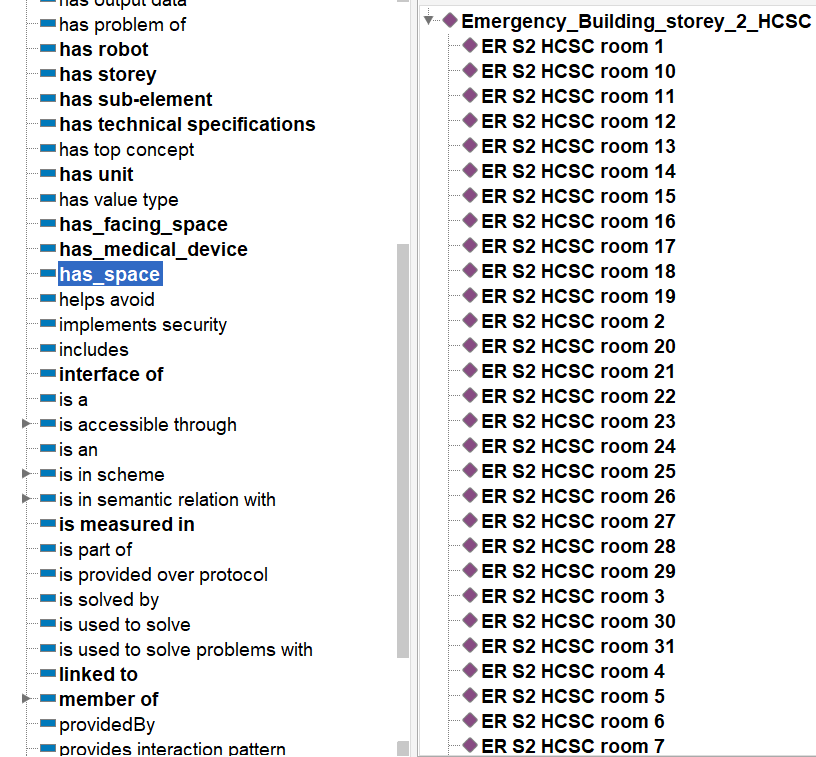 has output data
has problem of
has robot
has storey
has sub-element
has technical specifications
has top concept
has unit
has value type
has_facing_space
has_medical_device
has_space
helps avoid
implements security
includes
interface of
is a
is accessible through
is an
is in scheme
is in semantic relation with
is measured in
is part of
is provided over protocol
is solved by
is used to solve
is used to solve problems with
linked to
member of
providedBy
provides interaction pattern
Emergency_Building_storey_2_HCSC
ER S2 HCSC room 1
ER S2 HCSC room 10
ER S2 HCSC room 11
ER S2 HCSC room 12
ER S2 HCSC room 13
ER S2 HCSC room 14
ER S2 HCSC room 15
ER S2 HCSC room 16
ER S2 HCSC room 17
ER S2 HCSC room 18
ER S2 HCSC room 19
ER S2 HCSC room 2
ER S2 HCSC room 20
ER S2 HCSC room 21
ER S2 HCSC room 22
ER S2 HCSC room 23
ER S2 HCSC room 24
ER S2 HCSC room 25
ER S2 HCSC room 26
ER S2 HCSC room 27
ER S2 HCSC room 28
ER S2 HCSC room 29
ER S2 HCSC room 3
ER S2 HCSC room 30
ER S2 HCSC room 31
ER S2 HCSC room 4
ER S2 HCSC room 5
ER S2 HCSC room 6
ER S2 HCSC room 7